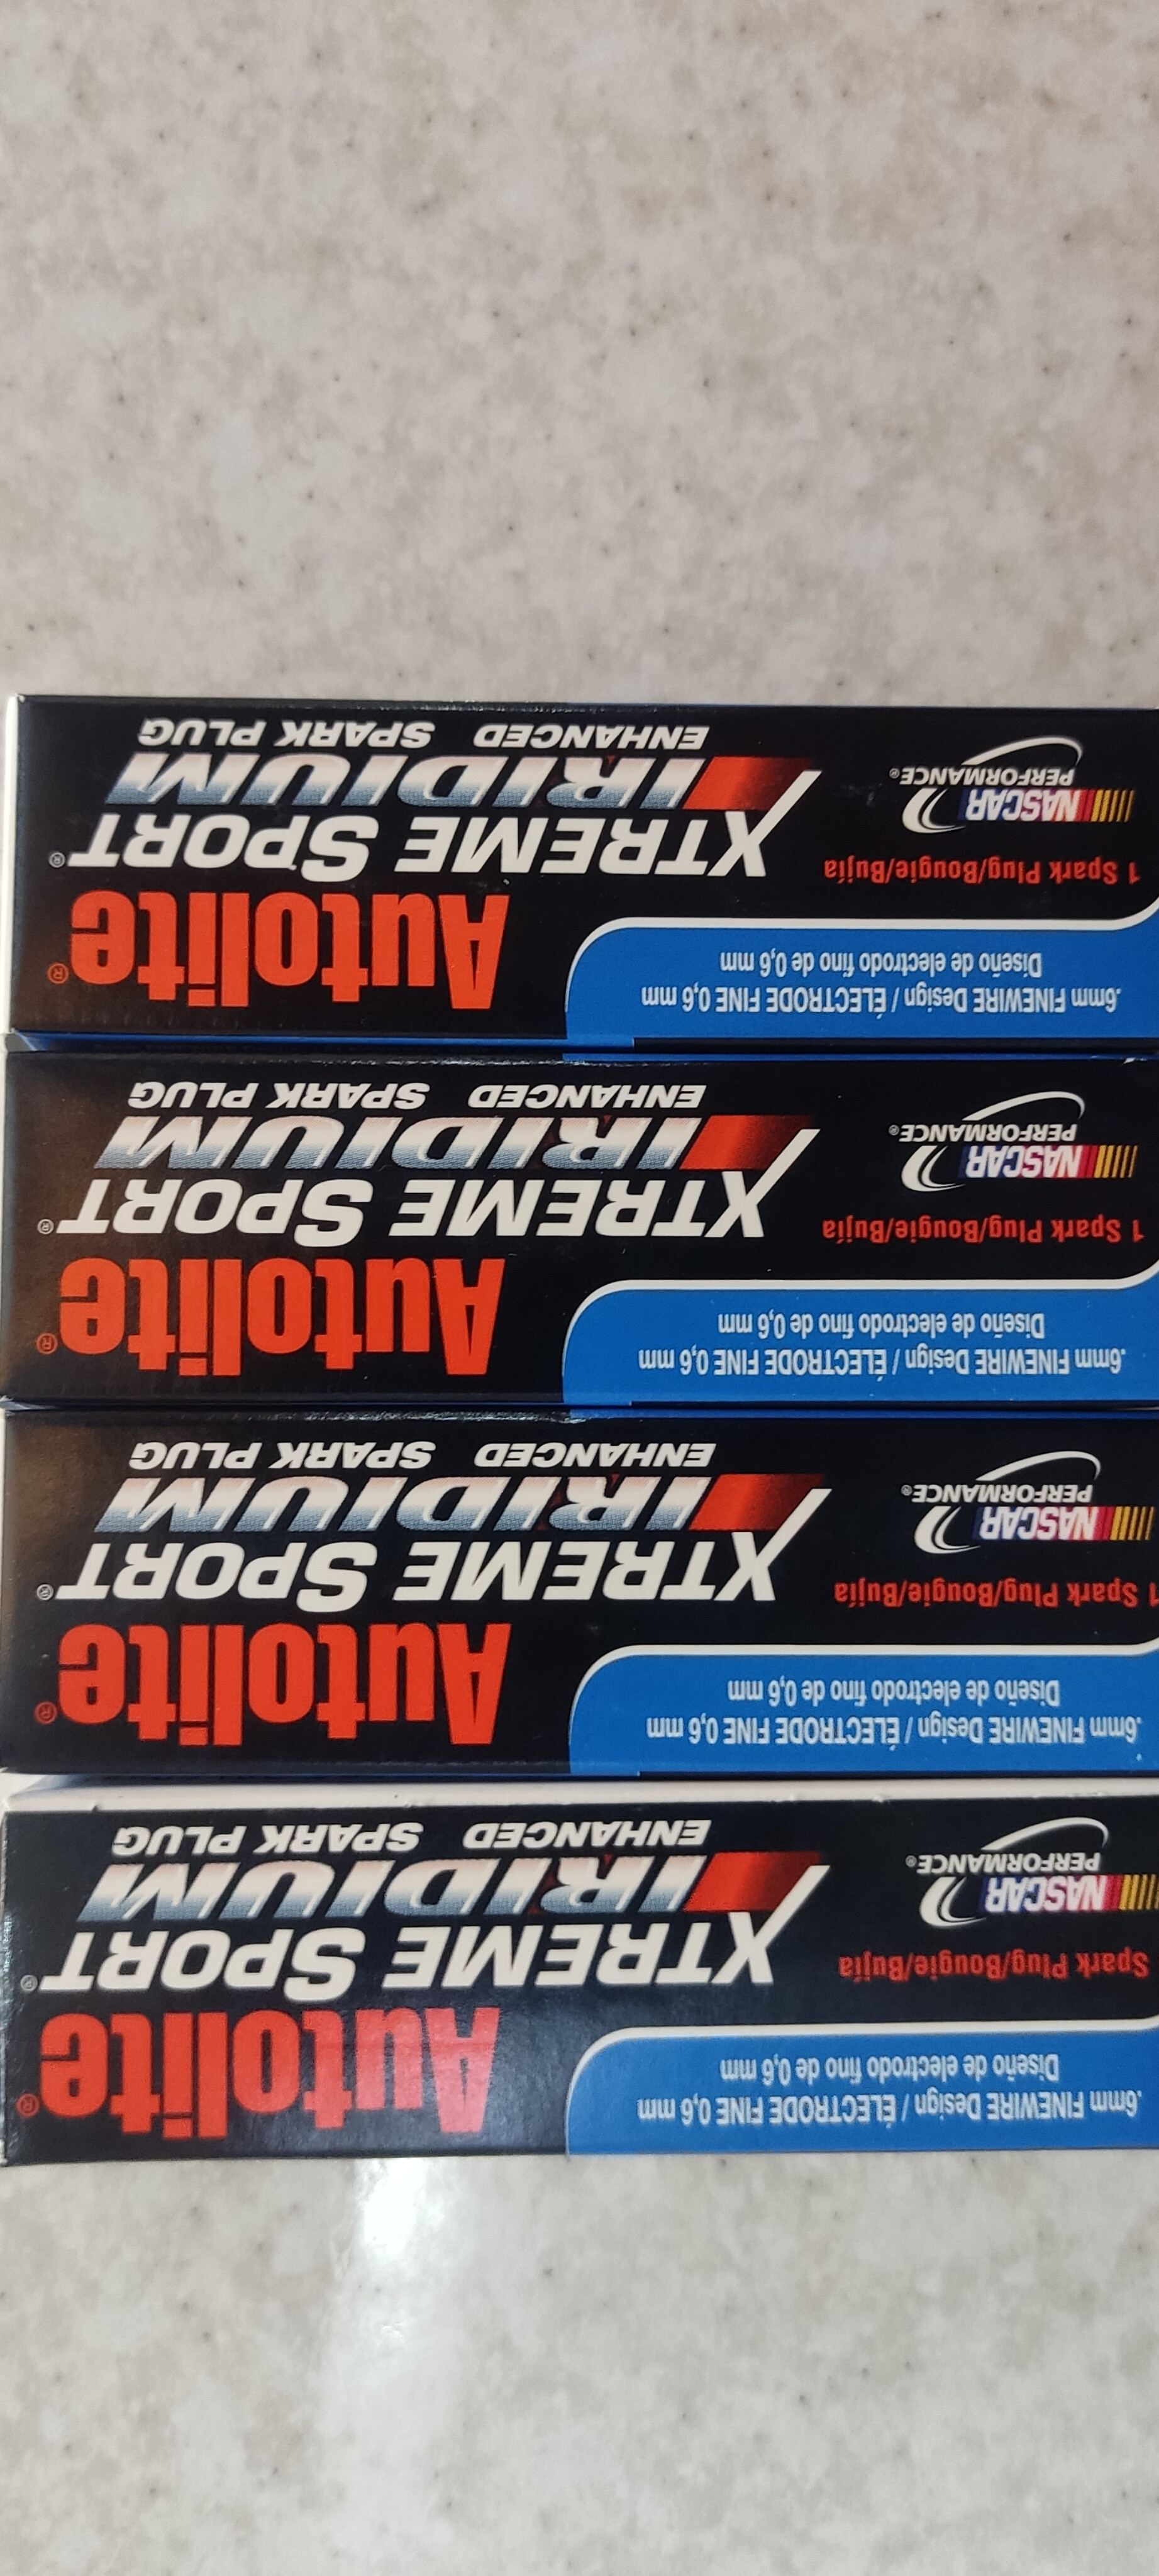 .6mm FINEWIRE Design / ÉLECTRODE FINE 0,6 mm
Diseño de electrodo fino de 0,6 mm
Autolite®
Spark Plug/Bougie/Bujía
XTREME SPORT®
NASCAR
PERFORMANCE®
IRIDIUM
ENHANCED SPARK PLUG
.6mm FINEWIRE Design / ÉLECTRODE FINE 0,6 mm
Diseño de electrodo fino de 0,6 mm
Autolite®
1 Spark Plug/Bougie/Bujía
XTREME SPORT®
NASCAR
PERFORMANCE®
IRIDIUM
ENHANCED SPARK PLUG
.6mm FINEWIRE Design / ÉLECTRODE FINE 0,6 mm
Diseño de electrodo fino de 0,6 mm
Autolite®
1 Spark Plug/Bougie/Bujía
XTREME SPORT®
NASCAR
PERFORMANCE®
IRIDIUM
ENHANCED SPARK PLUG
.6mm FINEWIRE Design / ÉLECTRODE FINE 0,6 mm
Diseño de electrodo fino de 0,6 mm
Autolite®
1 Spark Plug/Bougie/Bujía
XTREME SPORT®
NASCAR
PERFORMANCE®
IRIDIUM
ENHANCED SPARK PLUG